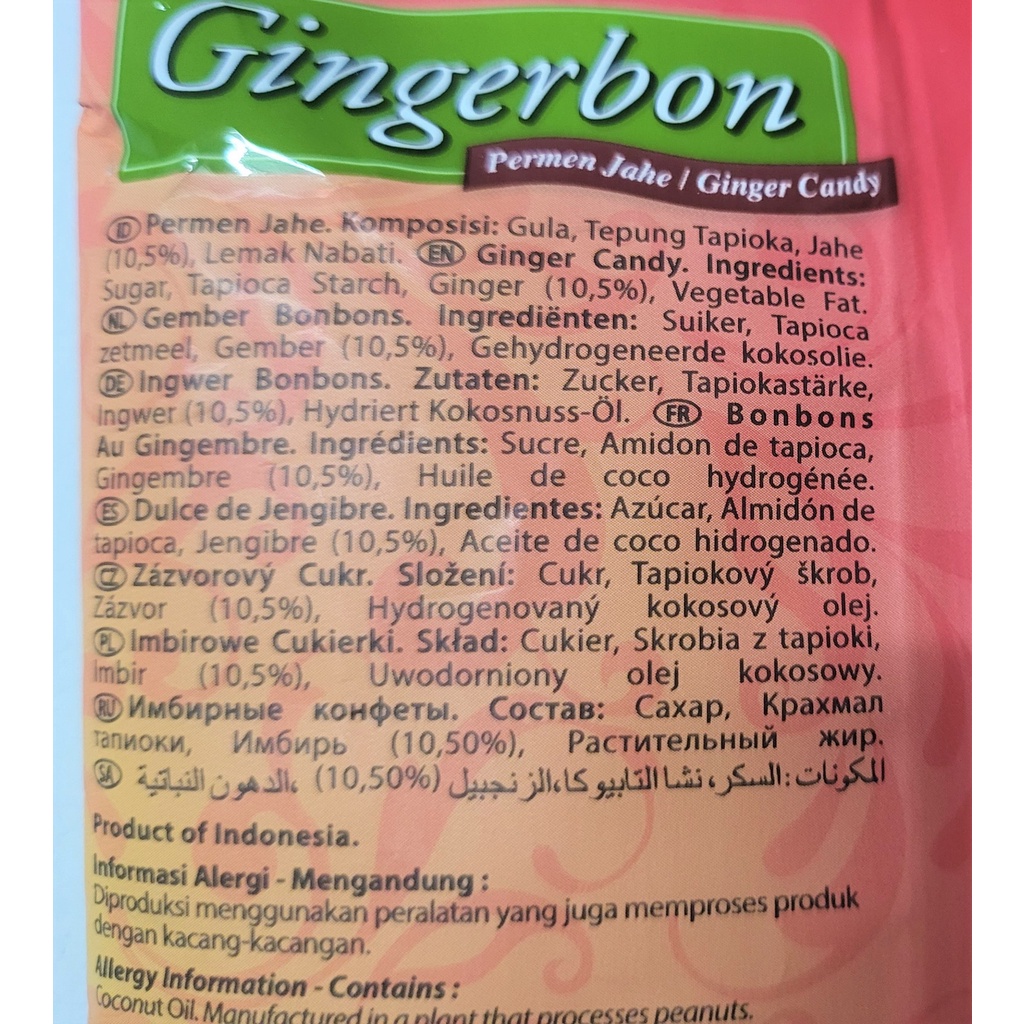 Gingerbon
Permen Jahe / Ginger Candy
ID Permen Jahe. Komposisi: Gula, Tepung Tapioka, Jahe
(10,5%), Lemak Nabati. EN Ginger Candy. Ingredients:
Sugar, Tapioca Starch, Ginger (10,5%), Vegetable Fat.
NL Gember Bonbons. Ingrediënten: Suiker, Tapioca
zetmeel, Gember (10,5%), Gehydrogeneerde kokosolie.
DE Ingwer Bonbons. Zutaten: Zucker, Tapiokastärke,
Ingwer (10,5%), Hydriert Kokosnuss-Öl. FR Bonbons
Au Gingembre. Ingrédients: Sucre, Amidon de tapioca,
Gingembre (10,5%), Huile de coco hydrogénée.
ES Dulce de Jengibre. Ingredientes: Azúcar, Almidón de
tapioca, Jengibre (10,5%), Aceite de coco hidrogenado.
CZ Zázvorový Cukr. Složení: Cukr, Tapiokový škrob,
Zázvor (10,5%), Hydrogenovaný kokosový olej.
PL Imbirowe Cukierki. Skład: Cukier, Skrobia z tapioki,
Imbir (10,5%), Uwodorniony olej kokosowy.
RU Имбирные конфеты. Состав: Сахар, Крахмал
тапиоки, Имбирь (10,50%), Растительный жир.
SA المكونات: السكر، نشا التابيوكا، الزنجبيل (10,50%)، الدهون النباتية
Product of Indonesia.
Informasi Alergi - Mengandung :
Diproduksi menggunakan peralatan yang juga memproses produk
dengan kacang-kacangan.
Allergy Information - Contains :
Coconut Oil. Manufactured in a plant that processes peanuts.